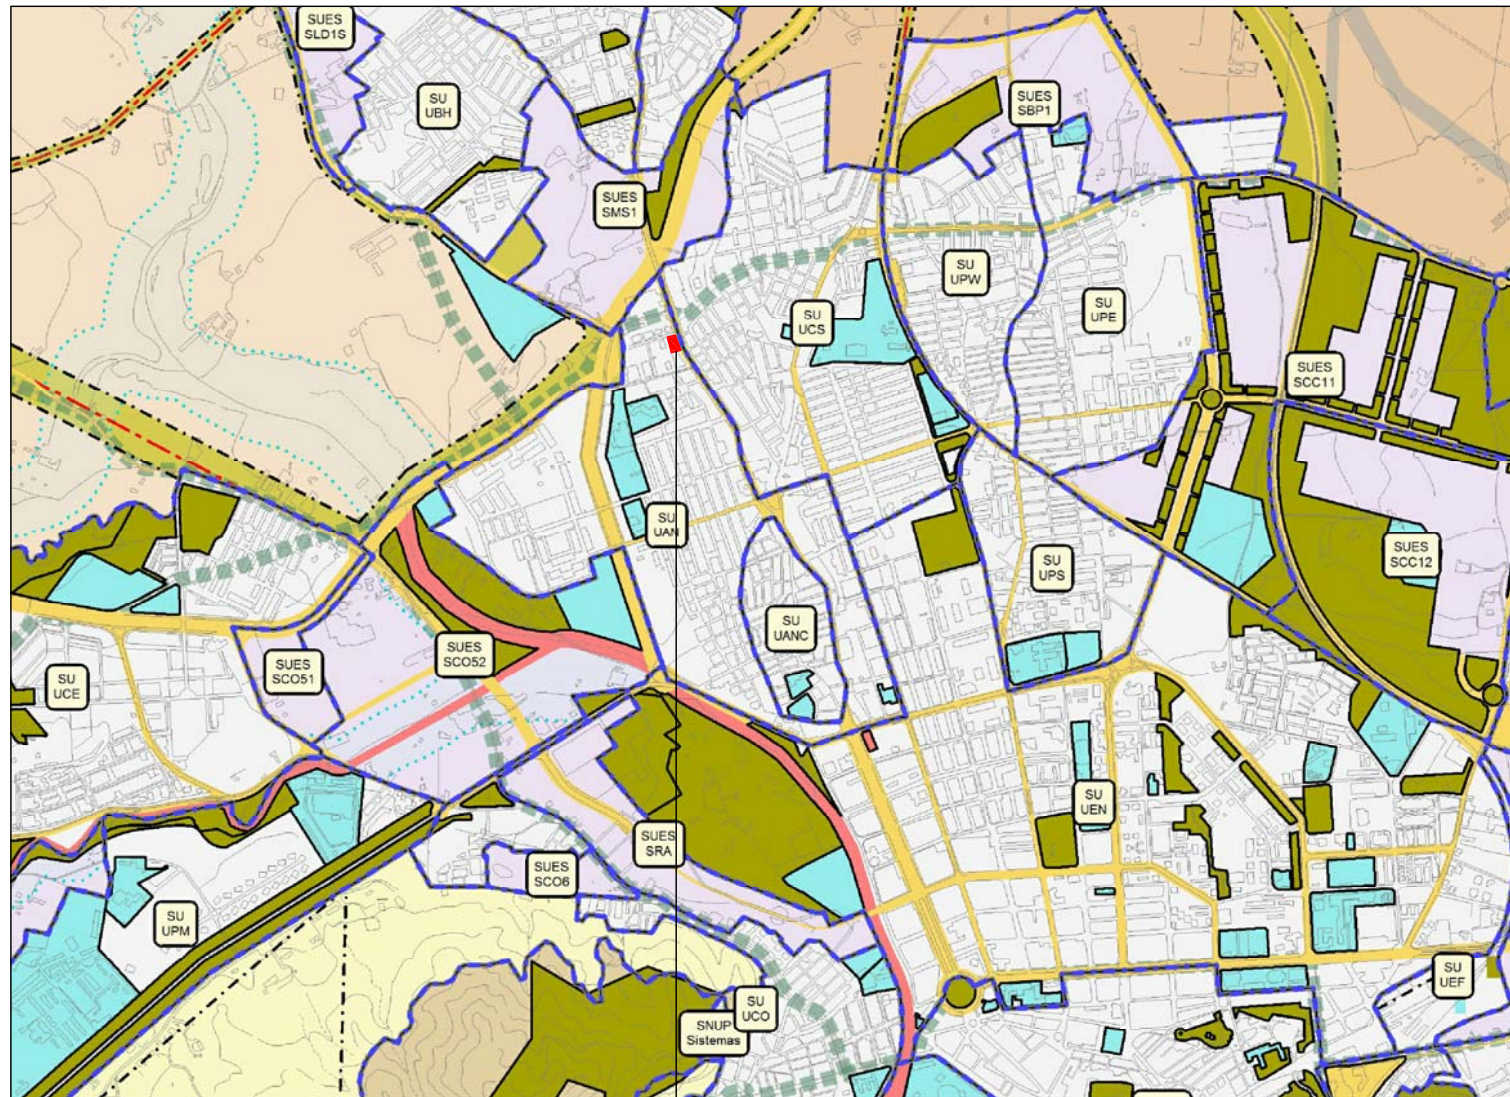 SUES
SLD1S
SU
UBH
SUES
SBP1
SUES
SMS1
SU
UPW
SU
UCS
SU
UPE
SUES
SCC11
SU
UAN
SUES
SCC12
SU
UPS
SU
UANC
SUES
SCO52
SUES
SCO51
SU
UCE
SU
UEN
SUES
SRA
SUES
SCO6
SU
UPM
SU
UEF
SU
UCO
SNUP
Sistemas